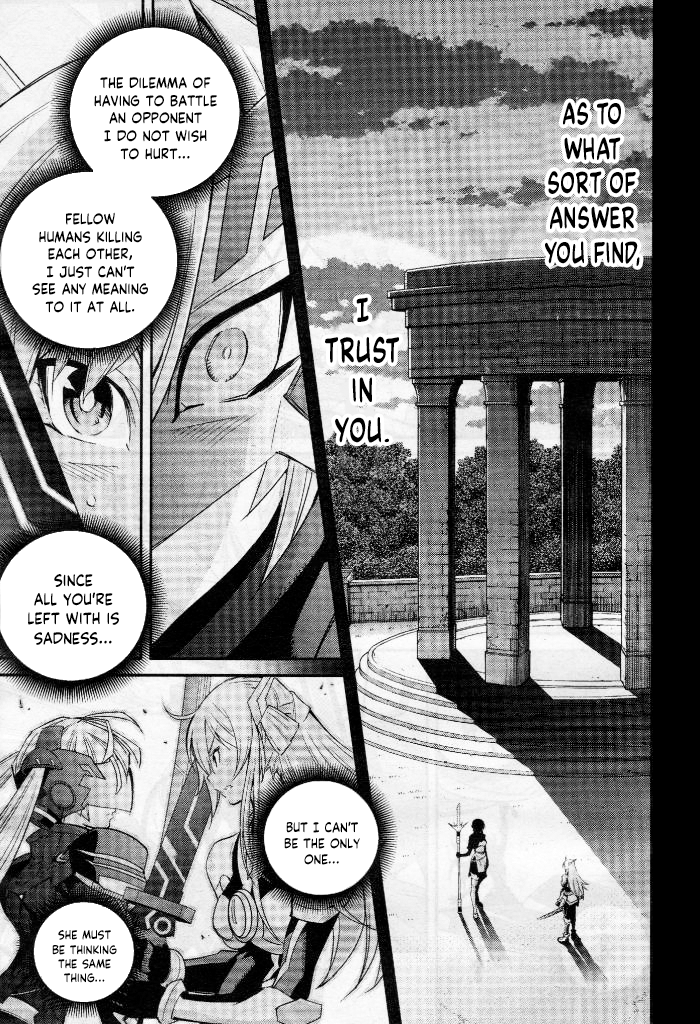 AS TO
WHAT
SORT OF
ANSWER
YOU FIND,
I
TRUST
IN
YOU.
THE DILEMMA OF
HAVING TO BATTLE
AN OPPONENT
I DO NOT WISH
TO HURT...
FELLOW
HUMANS KILLING
EACH OTHER,
I JUST CAN'T
SEE ANY MEANING
TO IT AT ALL.
SINCE
ALL YOU'RE
LEFT WITH IS
SADNESS...
BUT I CAN'T
BE THE ONLY
ONE...
SHE MUST
BE THINKING
THE SAME
THING...